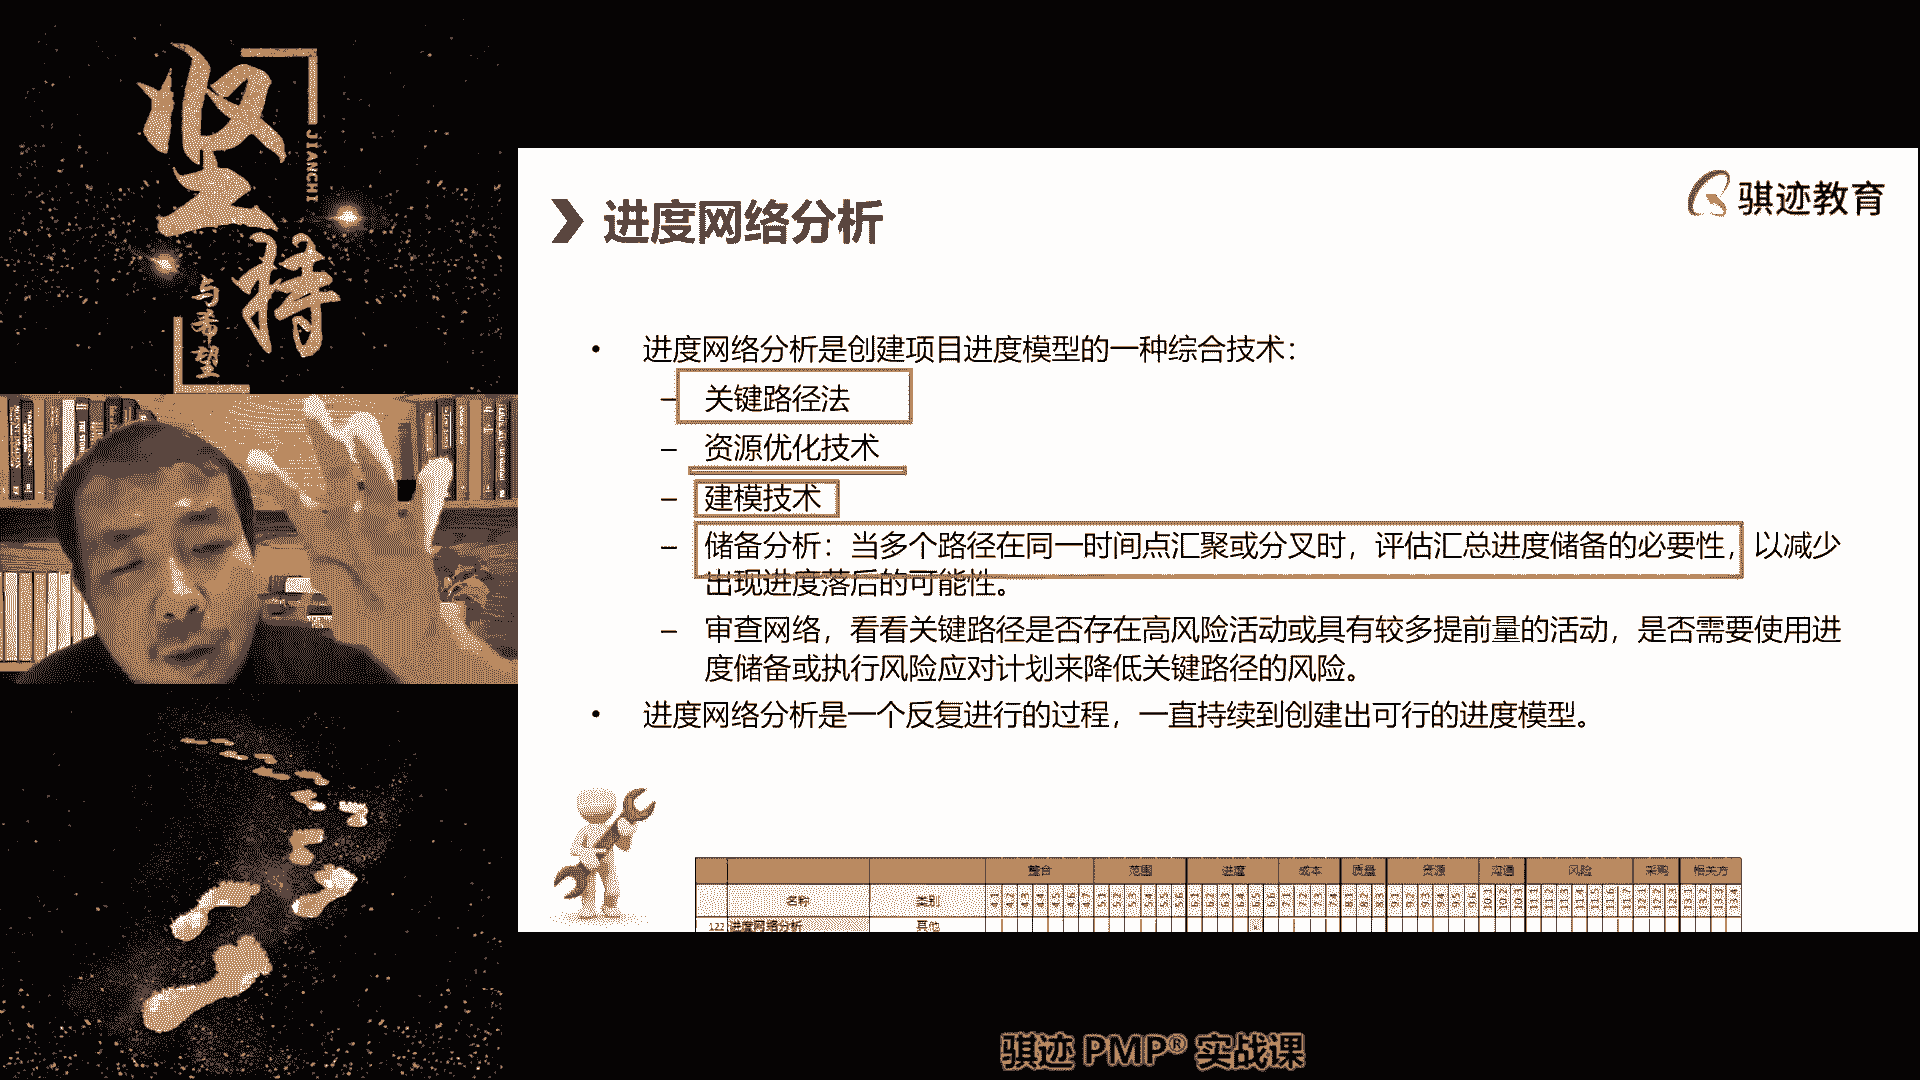 坚持
JIANCHI
与希望
骐迹教育
进度网络分析
• 进度网络分析是创建项目进度模型的一种综合技术：
– 关键路径法
– 资源优化技术
– 建模技术
– 储备分析：当多个路径在同一时间点汇聚或分叉时，评估汇总进度储备的必要性，以减少
出现进度落后的可能性。
– 审查网络，看看关键路径是否存在高风险活动或具有较多提前量的活动，是否需要使用进
度储备或执行风险应对计划来降低关键路径的风险。
• 进度网络分析是一个反复进行的过程，一直持续到创建出可行的进度模型。
整合 范围 进度 成本 质量 资源 沟通 风险 采购 相关方
名称 类别
122 进度网络分析 其他
骐迹 PMP® 实战课